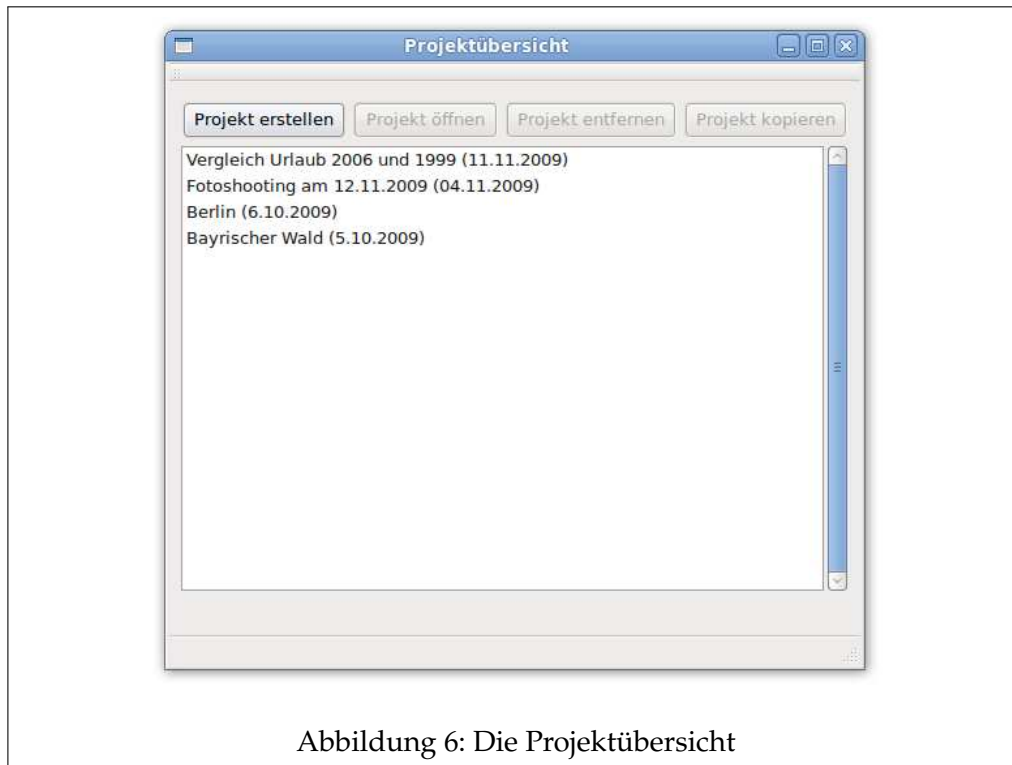 Projektübersicht
Projekt erstellen Projekt öffnen Projekt entfernen Projekt kopieren
Vergleich Urlaub 2006 und 1999 (11.11.2009)
Fotoshooting am 12.11.2009 (04.11.2009)
Berlin (6.10.2009)
Bayrischer Wald (5.10.2009)
Abbildung 6: Die Projektübersicht